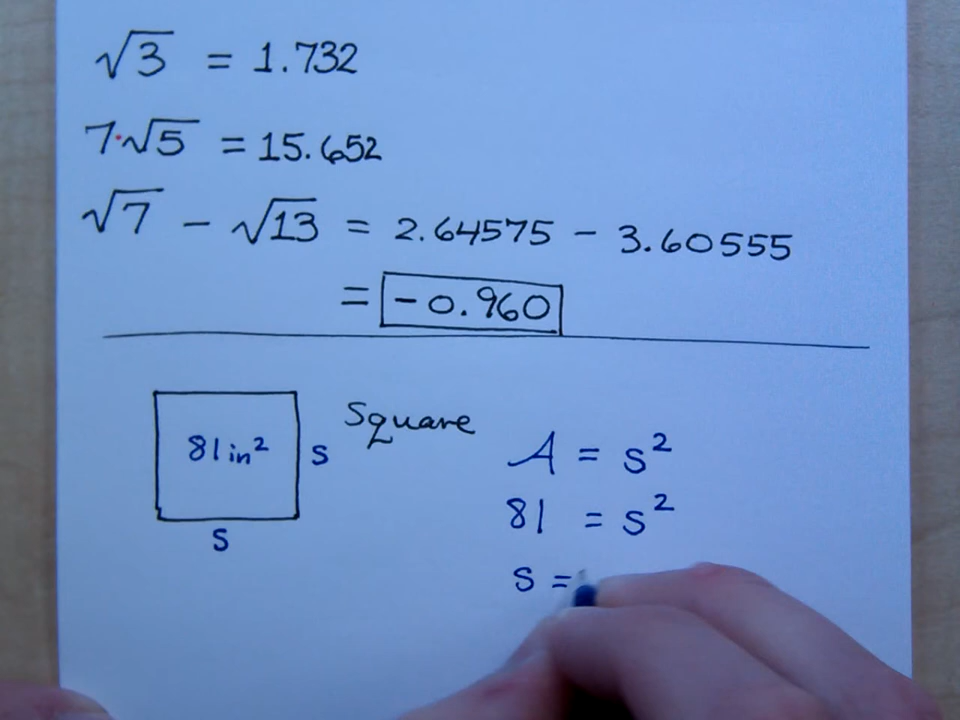 √3 = 1.732
7·√5 = 15.652
√7 - √13 = 2.64575 - 3.60555
= -0.960
Square
81 in²
s
s
A = s²
81 = s²
s =